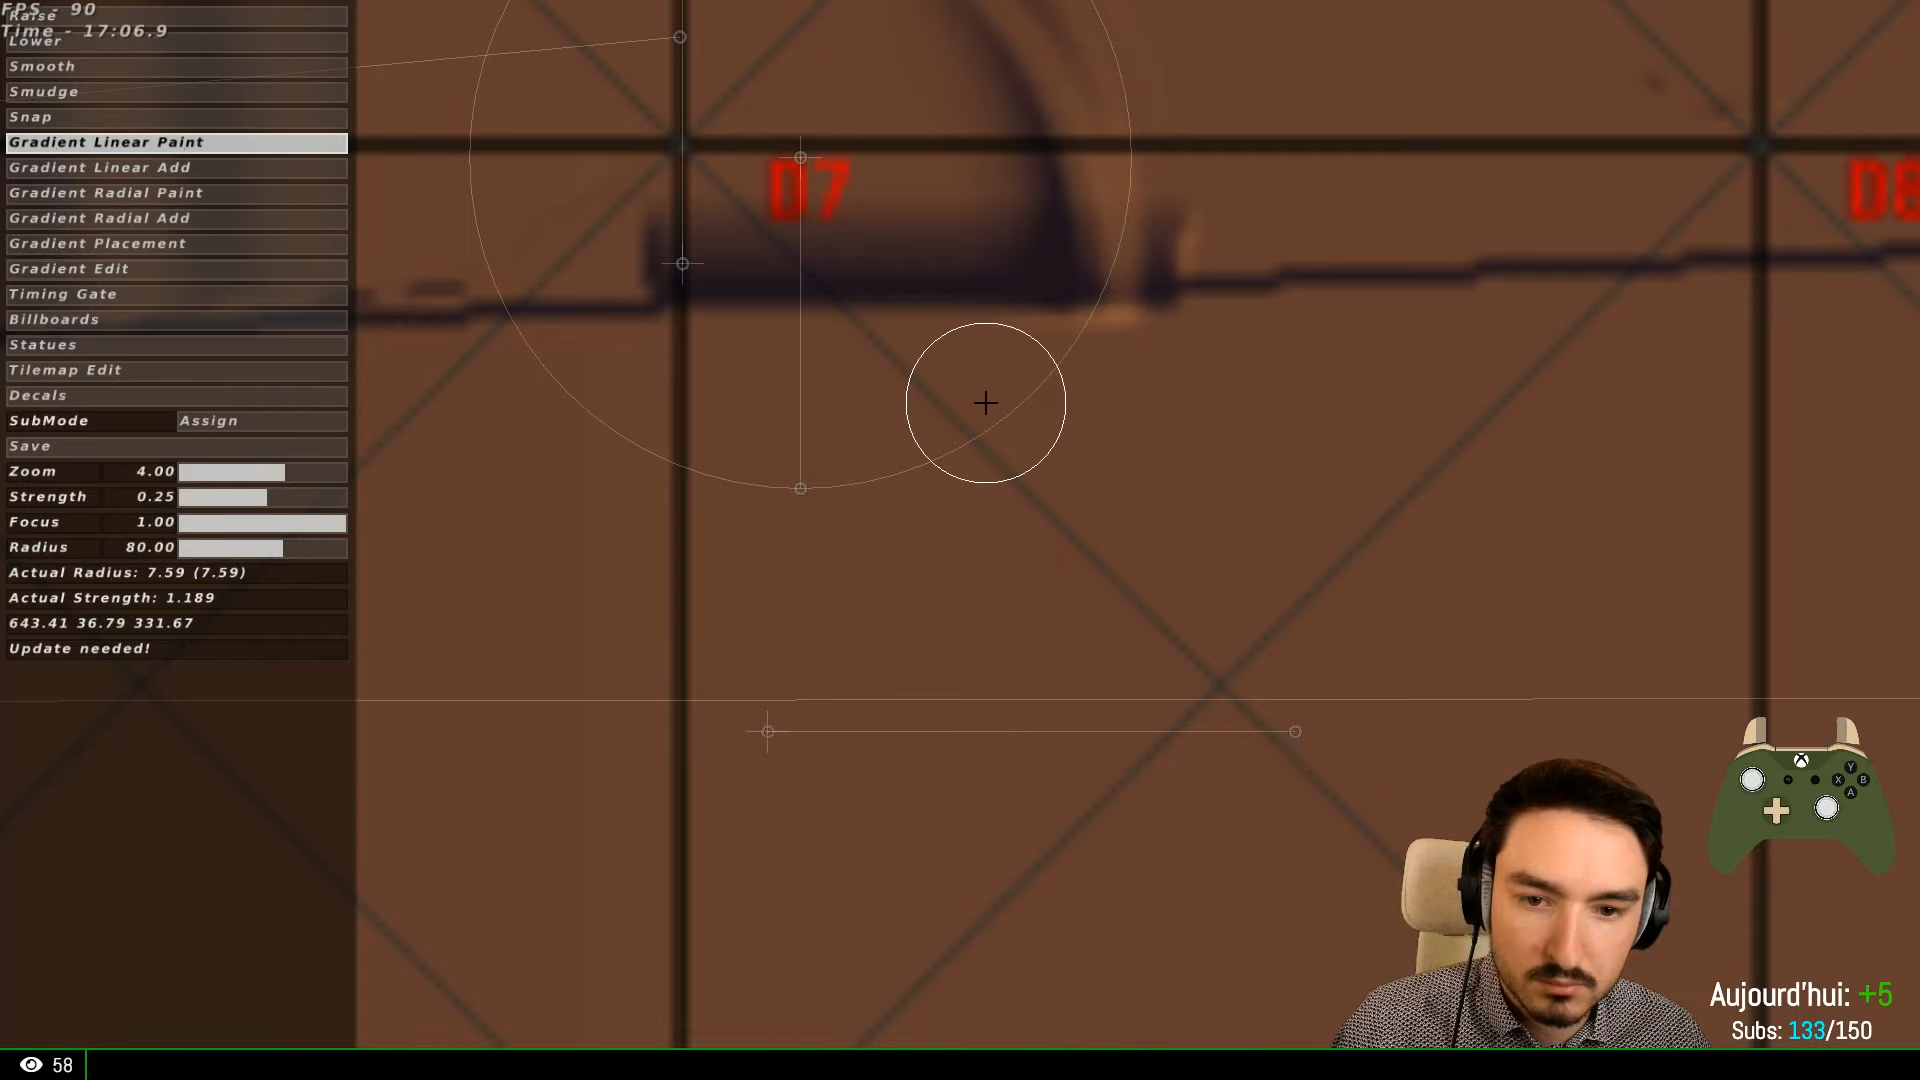 FPS - 90
Raise
Time - 17:06.9
Lower
Smooth
Smudge
Snap
Gradient Linear Paint
Gradient Linear Add
Gradient Radial Paint
Gradient Radial Add
Gradient Placement
Gradient Edit
Timing Gate
Billboards
Statues
Tilemap Edit
Decals
SubMode Assign
Save
Zoom 4.00
Strength 0.25
Focus 1.00
Radius 80.00
Actual Radius: 7.59 (7.59)
Actual Strength: 1.189
643.41 36.79 331.67
Update needed!
D7
D8
Y
X B
A
Aujourd'hui: +5
Subs: 133/150
58